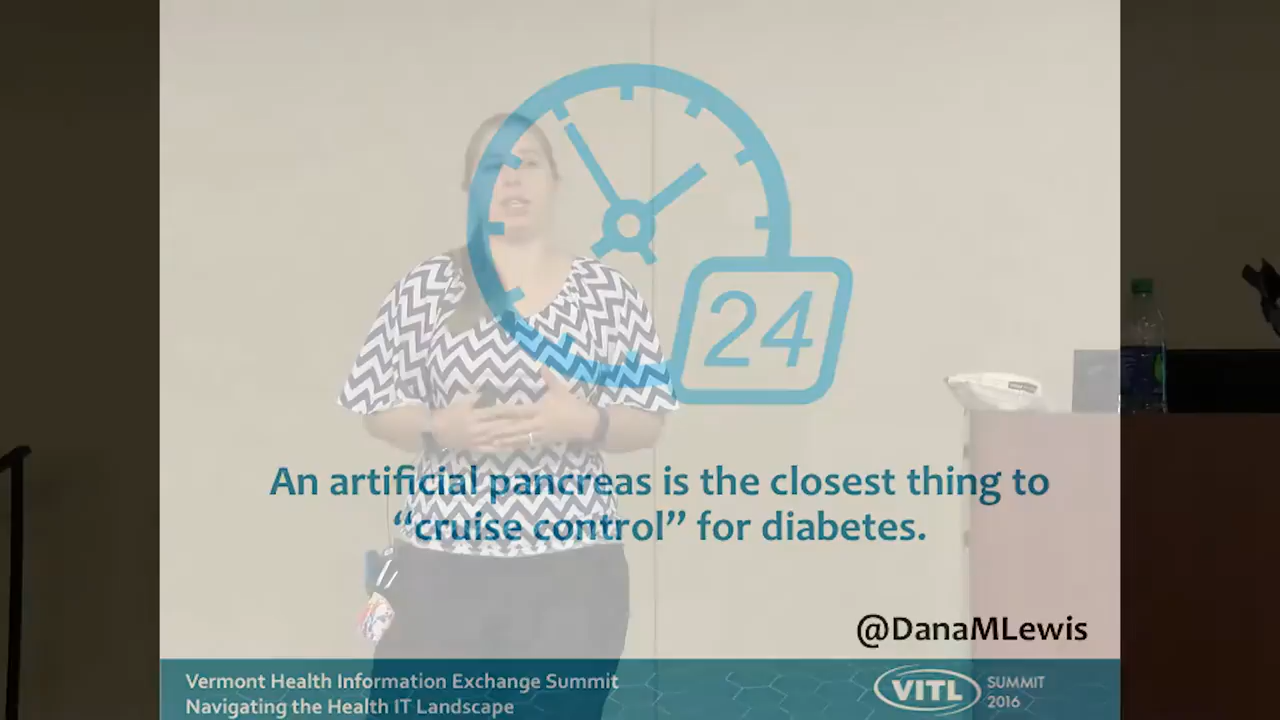 24
An artificial pancreas is the closest thing to
“cruise control” for diabetes.
@DanaMLewis
Vermont Health Information Exchange Summit
Navigating the Health IT Landscape
VITL
SUMMIT
2016